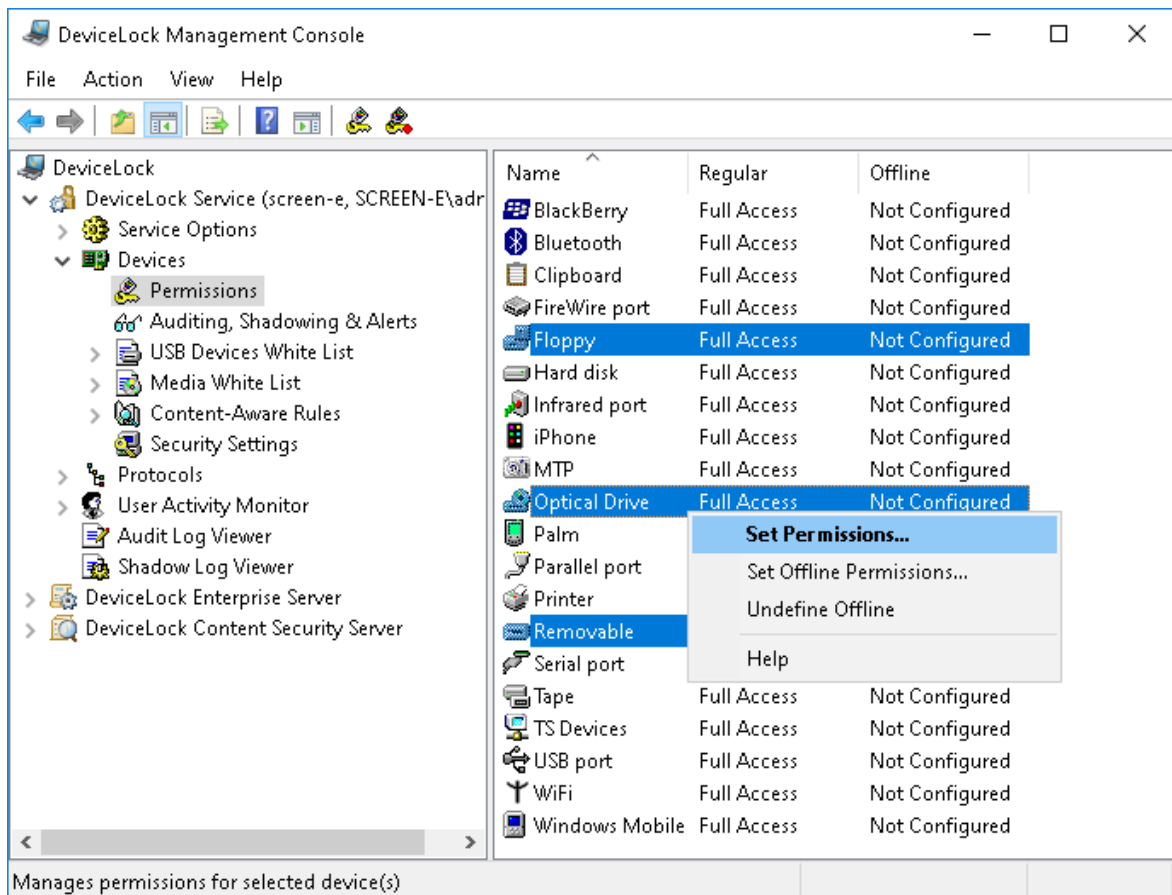 DeviceLock Management Console
File Action View Help
DeviceLock
DeviceLock Service (screen-e, SCREEN-E\adr
Service Options
Devices
Permissions
Auditing, Shadowing & Alerts
USB Devices White List
Media White List
Content-Aware Rules
Security Settings
Protocols
User Activity Monitor
Audit Log Viewer
Shadow Log Viewer
DeviceLock Enterprise Server
DeviceLock Content Security Server
Name Regular Offline
BlackBerry Full Access Not Configured
Bluetooth Full Access Not Configured
Clipboard Full Access Not Configured
FireWire port Full Access Not Configured
Floppy Full Access Not Configured
Hard disk Full Access Not Configured
Infrared port Full Access Not Configured
iPhone Full Access Not Configured
MTP Full Access Not Configured
Optical Drive Full Access Not Configured
Palm
Parallel port
Printer
Removable
Serial port
Tape Full Access Not Configured
TS Devices Full Access Not Configured
USB port Full Access Not Configured
WiFi Full Access Not Configured
Windows Mobile Full Access Not Configured
Set Permissions...
Set Offline Permissions...
Undefine Offline
Help
Manages permissions for selected device(s)